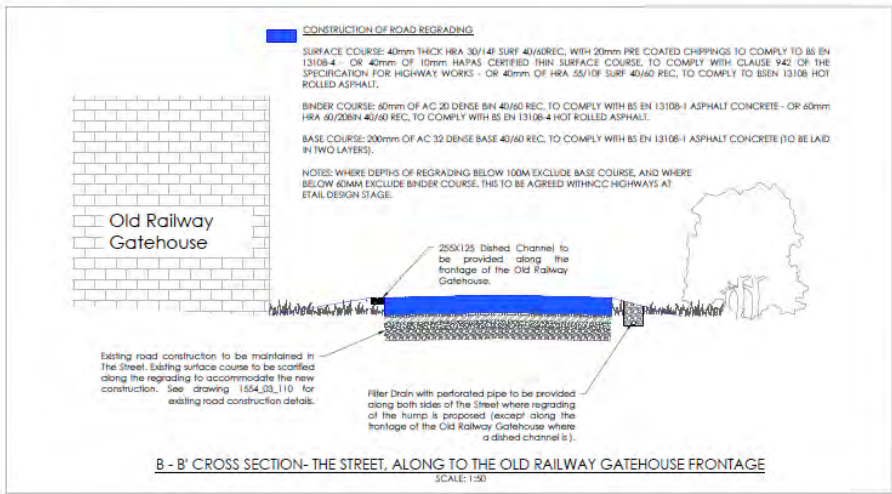 CONSTRUCTION OF ROAD REGRADING
SURFACE COURSE: 40mm THICK HRA 30/14F SURF 40/60REC, WITH 20mm PRE COATED CHIPPINGS TO COMPLY TO BS EN
13108-4 - OR 40mm OF 10mm HAPAS CERTIFIED THIN SURFACE COURSE, TO COMPLY WITH CLAUSE 942 OF THE
SPECIFICATION FOR HIGHWAY WORKS - OR 40mm OF HRA 55/10F SURF 40/60 REC, TO COMPLY TO BSEN 13108 HOT
ROLLED ASPHALT.
BINDER COURSE: 60mm OF AC 20 DENSE BIN 40/60 REC, TO COMPLY WITH BS EN 13108-1 ASPHALT CONCRETE - OR 60mm
HRA 60/20BIN 40/60 REC, TO COMPLY WITH BS EN 13108-4 HOT ROLLED ASPHALT.
BASE COURSE: 200mm OF AC 32 DENSE BASE 40/60 REC, TO COMPLY WITH BS EN 13108-1 ASPHALT CONCRETE (TO BE LAID
IN TWO LAYERS).
NOTES: WHERE DEPTHS OF REGRADING BELOW 100M EXCLUDE BASE COURSE, AND WHERE
BELOW 60MM EXCLUDE BINDER COURSE, THIS TO BE AGREED WITHNCC HIGHWAYS AT
ETAIL DESIGN STAGE.
Old Railway
Gatehouse
255X125 Dished Channel to
be provided along the
frontage of the Old Railway
Gatehouse.
Existing road construction to be maintained in
The Street. Existing surface course to be scarified
along the regrading to accommodate the new
construction. See drawing 1554_03_110 for
existing road construction details.
Filter Drain with perforated pipe to be provided
along both sides of The Street where regrading
of the hump is proposed (except along the
frontage of the Old Railway Gatehouse where
a dished channel is ).
B - B' CROSS SECTION- THE STREET, ALONG TO THE OLD RAILWAY GATEHOUSE FRONTAGE
SCALE: 1:50